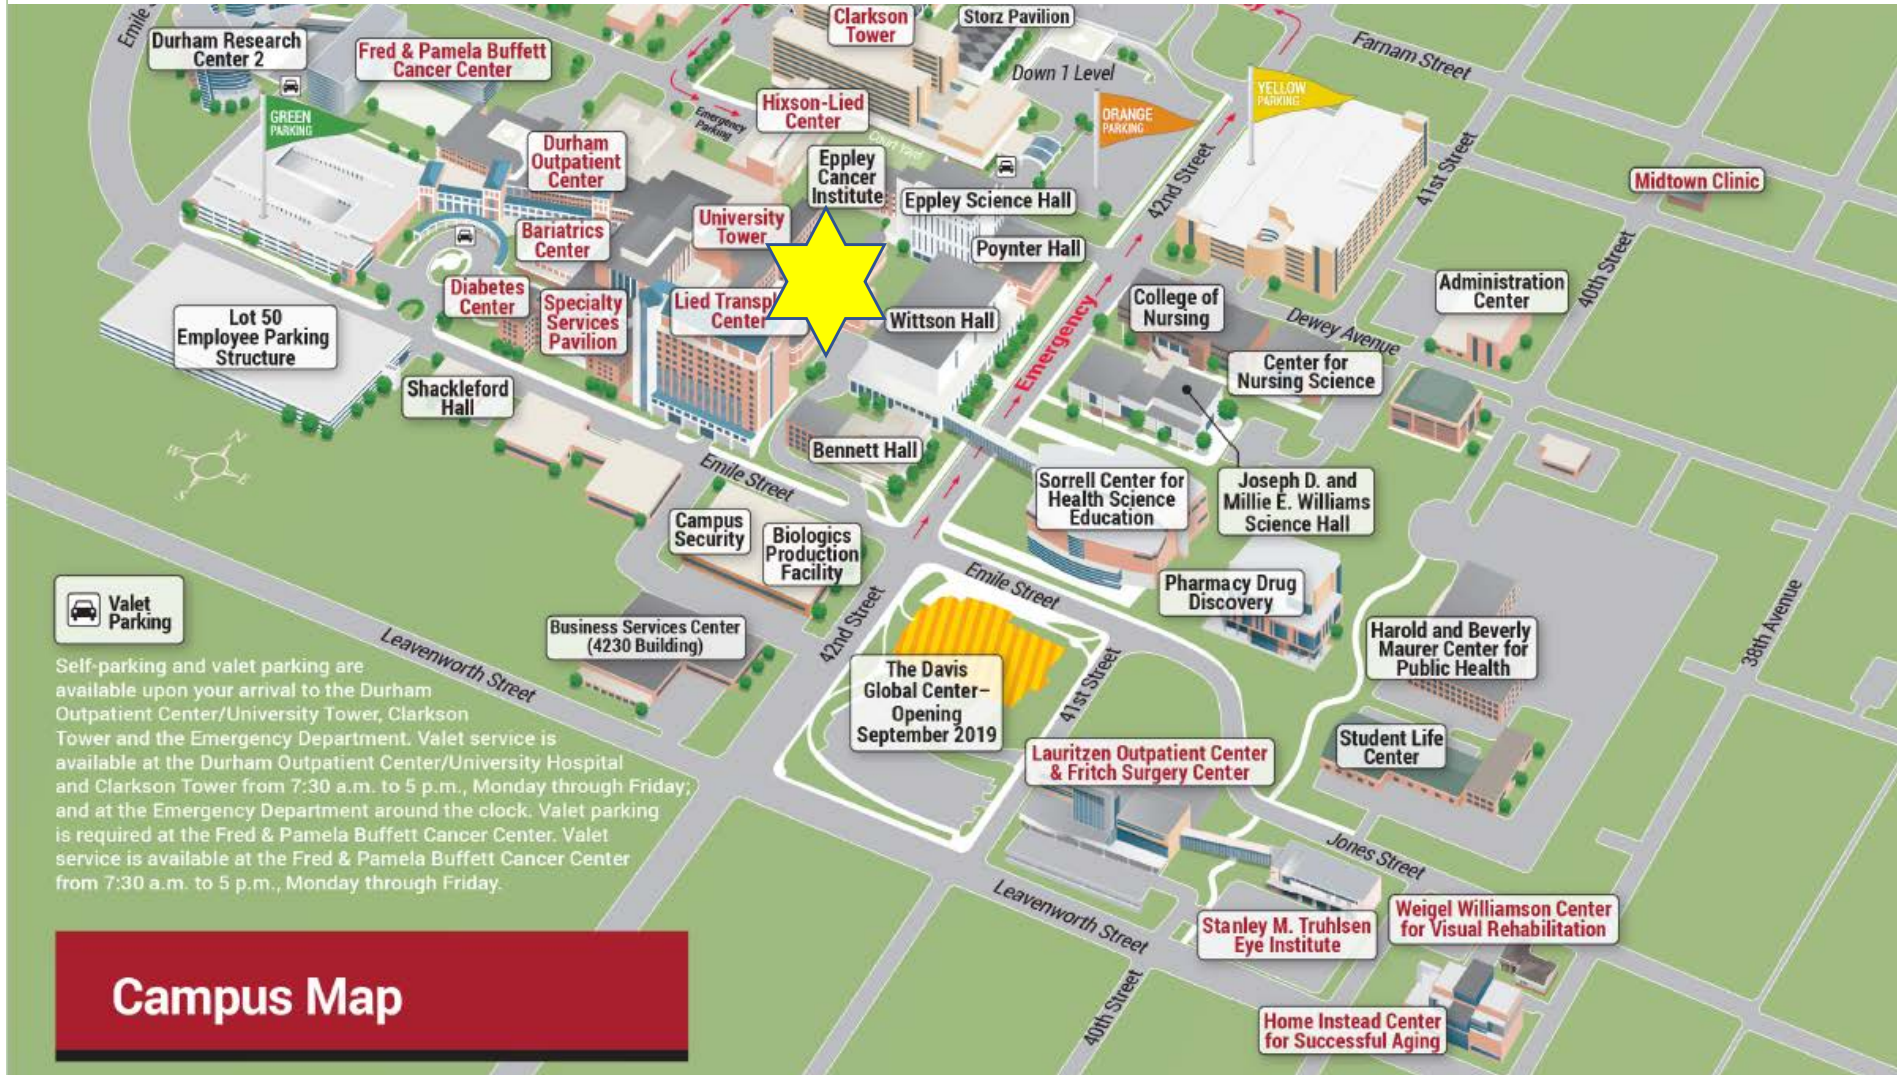 Emile
Durham Research
Center 2
Fred & Pamela Buffett
Cancer Center
Clarkson
Tower
Storz Pavilion
Farnam Street
Down 1 Level
GREEN
PARKING
Emergency
Parking
Hixson-Lied
Center
Court Yard
ORANGE
PARKING
YELLOW
PARKING
Durham
Outpatient
Center
Eppley
Cancer
Institute
Eppley Science Hall
42nd Street
41st Street
Midtown Clinic
University
Tower
Bariatrics
Center
Poynter Hall
Diabetes
Center
Specialty
Services
Pavilion
Lied Transpl
Center
Wittson Hall
College of
Nursing
Dewey Avenue
Administration
Center
40th Street
Lot 50
Employee Parking
Structure
Emergency
Center for
Nursing Science
Shackleford
Hall
N
W
E
S
Bennett Hall
Emile Street
Sorrell Center for
Health Science
Education
Joseph D. and
Millie E. Williams
Science Hall
Campus
Security
Biologics
Production
Facility
Emile Street
Pharmacy Drug
Discovery
Valet
Parking
Business Services Center
(4230 Building)
42nd Street
Harold and Beverly
Maurer Center for
Public Health
38th Avenue
Leavenworth Street
The Davis
Global Center–
Opening
September 2019
41st Street
Student Life
Center
Lauritzen Outpatient Center
& Fritch Surgery Center
Self-parking and valet parking are
available upon your arrival to the Durham
Outpatient Center/University Tower, Clarkson
Tower and the Emergency Department. Valet service is
available at the Durham Outpatient Center/University Hospital
and Clarkson Tower from 7:30 a.m. to 5 p.m., Monday through Friday;
and at the Emergency Department around the clock. Valet parking
is required at the Fred & Pamela Buffett Cancer Center. Valet
service is available at the Fred & Pamela Buffett Cancer Center
from 7:30 a.m. to 5 p.m., Monday through Friday.
Jones Street
Leavenworth Street
Stanley M. Truhlsen
Eye Institute
Weigel Williamson Center
for Visual Rehabilitation
40th Street
Home Instead Center
for Successful Aging
Campus Map